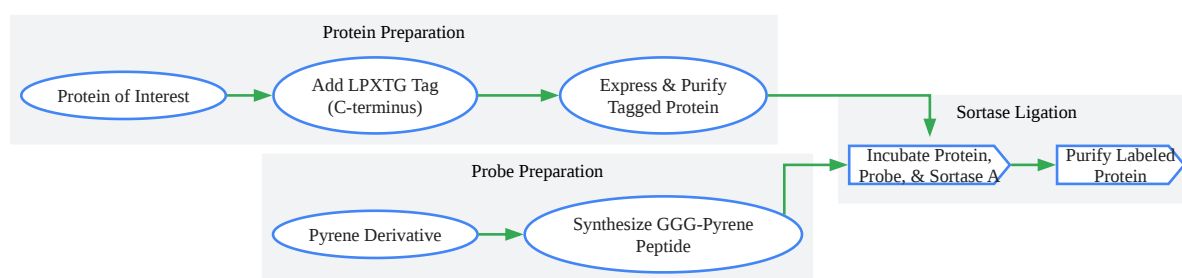 Protein Preparation
Protein of Interest
Add LPXTG Tag
(C-terminus)
Express & Purify
Tagged Protein
Sortase Ligation
Incubate Protein,
Probe, & Sortase A
Purify Labeled
Protein
Probe Preparation
Pyrene Derivative
Synthesize GGG-Pyrene
Peptide